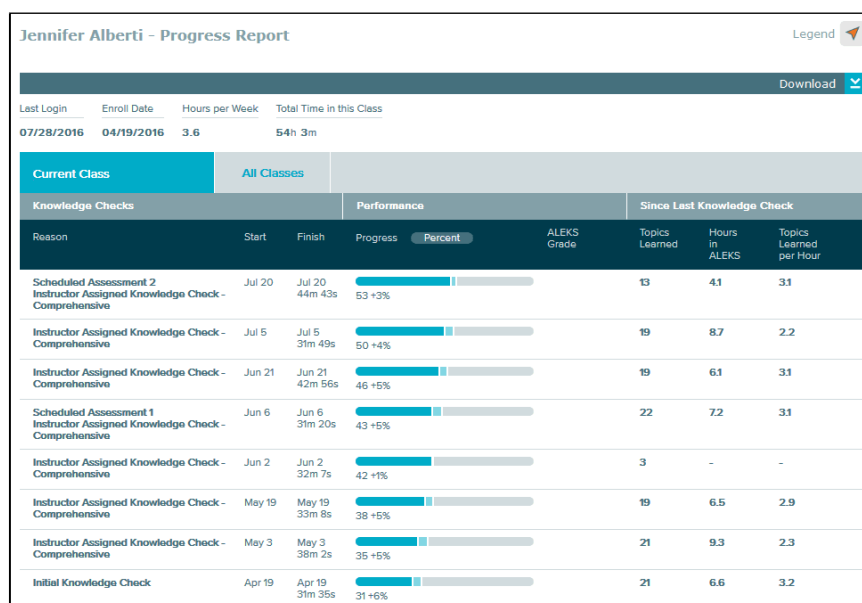 Jennifer Alberti - Progress Report
Legend
Download
Last Login Enroll Date Hours per Week Total Time in this Class
07/28/2016 04/19/2016 3.6 54h 3m
Current Class All Classes
Knowledge Checks Performance Since Last Knowledge Check
Reason Start Finish Progress Percent ALEKS Grade Topics Learned Hours in ALEKS Topics Learned per Hour
Scheduled Assessment 2 Jul 20 Jul 20 13 4.1 3.1
Instructor Assigned Knowledge Check - 44m 43s
Comprehensive 53 +3%
Instructor Assigned Knowledge Check - Jul 5 Jul 5 19 8.7 2.2
Comprehensive 31m 49s 50 +4%
Instructor Assigned Knowledge Check - Jun 21 Jun 21 19 6.1 3.1
Comprehensive 42m 56s 46 +5%
Scheduled Assessment 1 Jun 6 Jun 6 22 7.2 3.1
Instructor Assigned Knowledge Check - 31m 20s
Comprehensive 43 +5%
Instructor Assigned Knowledge Check - Jun 2 Jun 2 3 - -
Comprehensive 32m 7s 42 +1%
Instructor Assigned Knowledge Check - May 19 May 19 19 6.5 2.9
Comprehensive 33m 8s 38 +5%
Instructor Assigned Knowledge Check - May 3 May 3 21 9.3 2.3
Comprehensive 38m 2s 35 +5%
Initial Knowledge Check Apr 19 Apr 19 21 6.6 3.2
31m 35s 31 +6%